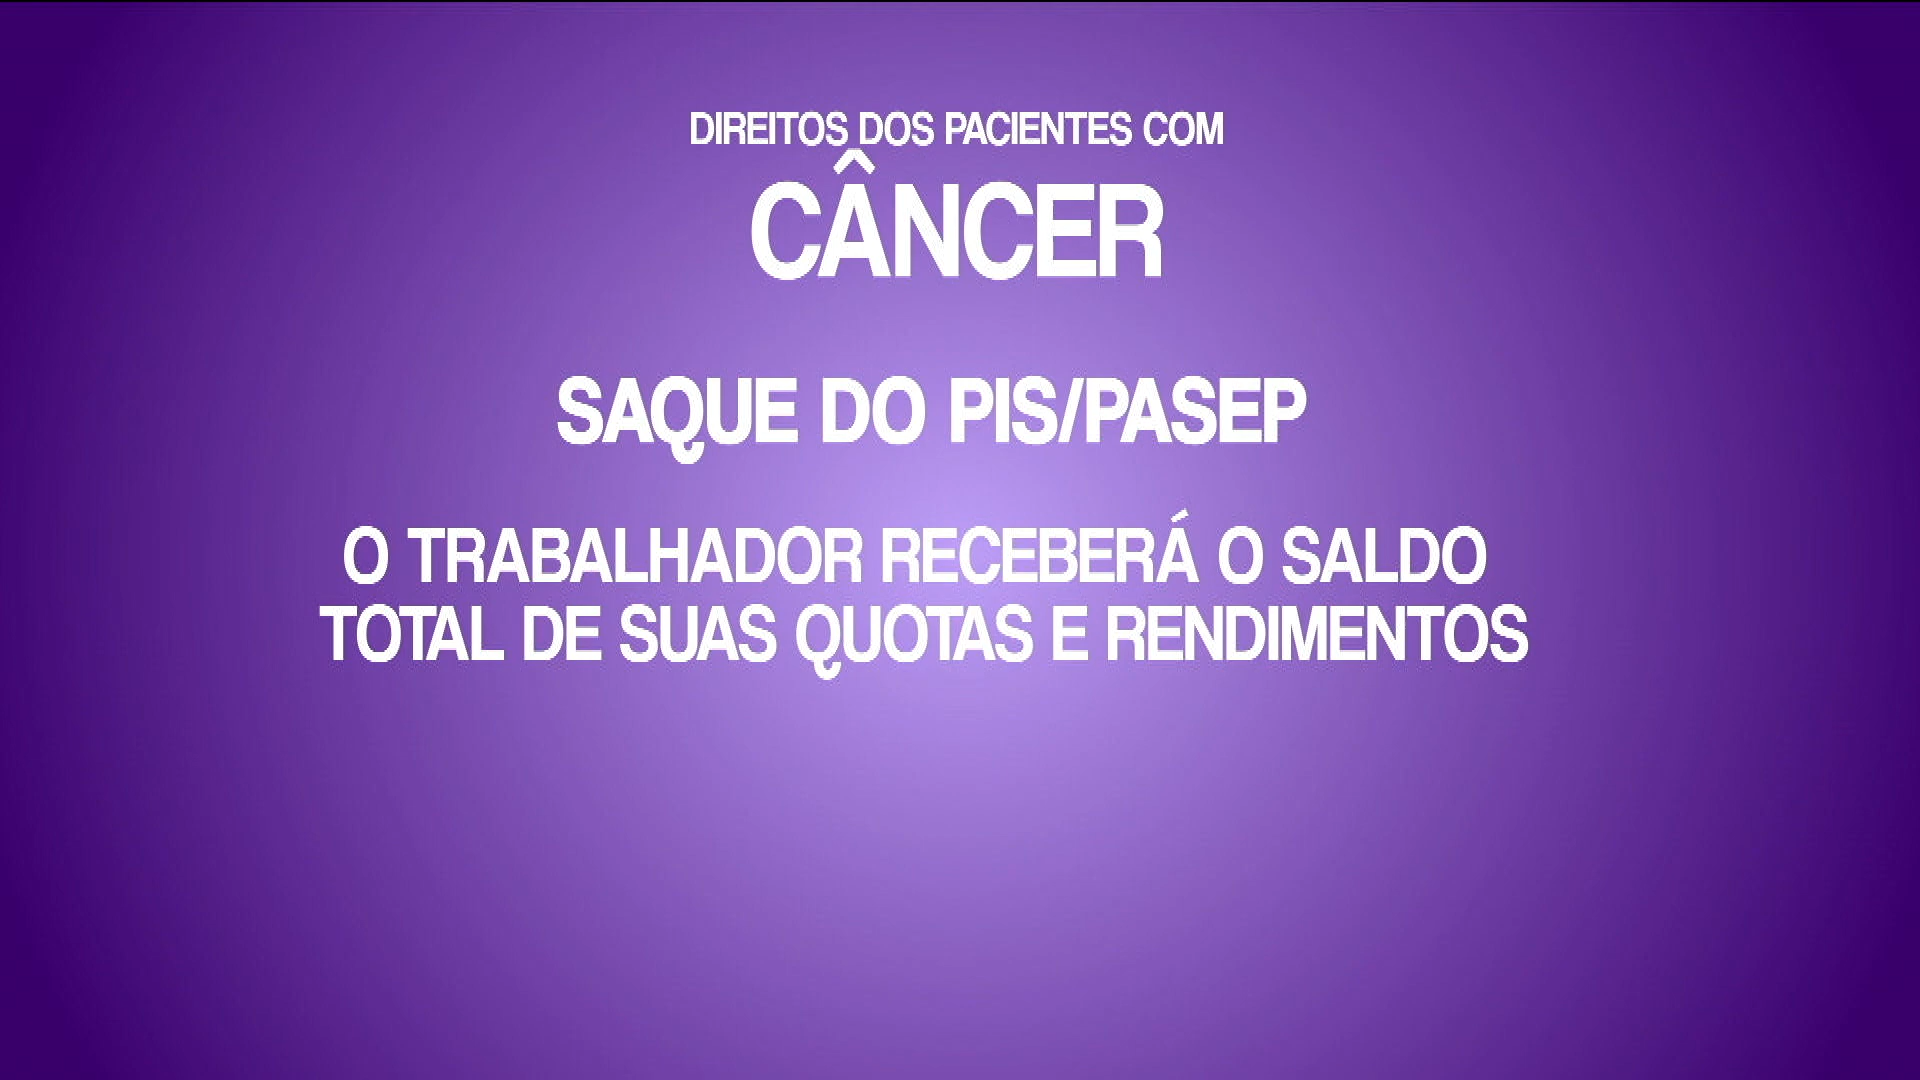 DIREITOS DOS PACIENTES COM
CÂNCER
SAQUE DO PIS/PASEP
O TRABALHADOR RECEBERÁ O SALDO
TOTAL DE SUAS QUOTAS E RENDIMENTOS